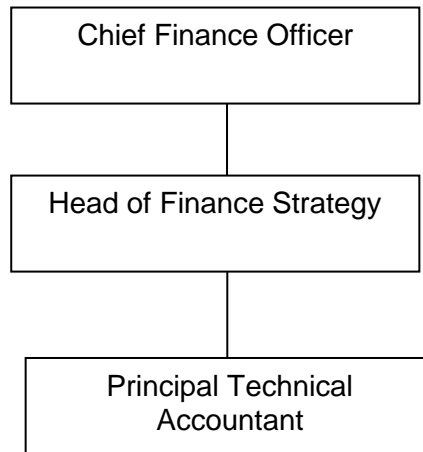 Chief Finance Officer
Head of Finance Strategy
Principal Technical
Accountant